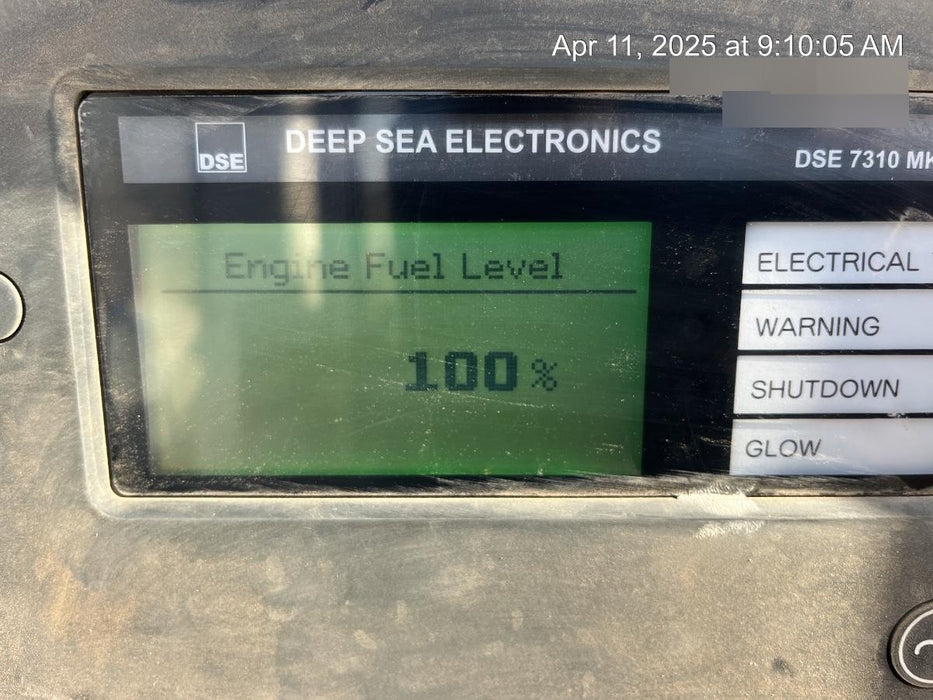 Apr 11, 2025 at 9:10:05 AM
DSE
DEEP SEA ELECTRONICS
DSE 7310 MK
Engine Fuel Level
100 %
ELECTRICAL
WARNING
SHUTDOWN
GLOW